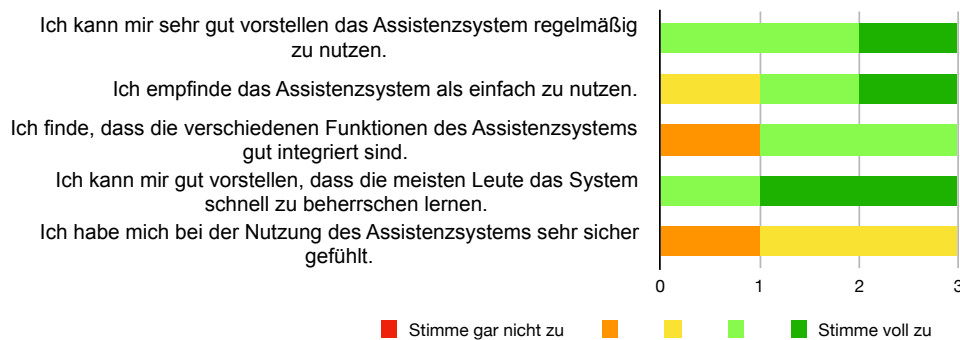 Ich kann mir sehr gut vorstellen das Assistenzsystem regelmäßig
zu nutzen.
Ich empfinde das Assistenzsystem als einfach zu nutzen.
Ich finde, dass die verschiedenen Funktionen des Assistenzsystems
gut integriert sind.
Ich kann mir gut vorstellen, dass die meisten Leute das System
schnell zu beherrschen lernen.
Ich habe mich bei der Nutzung des Assistenzsystems sehr sicher
gefühlt.
0 1 2 3
Stimme gar nicht zu Stimme voll zu